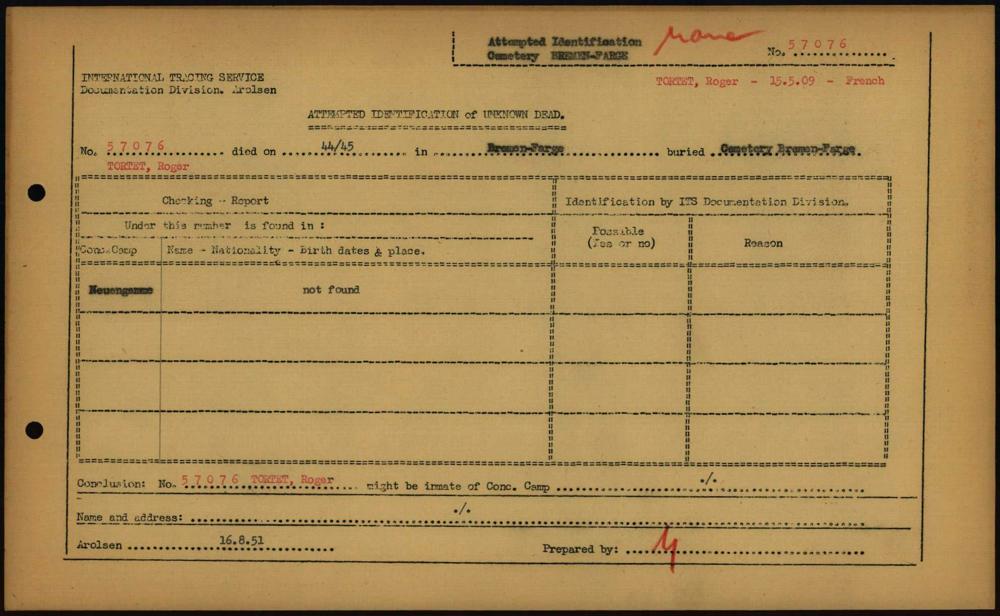 Attempted Identification
Cemetery BREMEN-FARGE
No. 57076
INTERNATIONAL TRACING SERVICE
Documentation Division. Arolsen
TORTET, Roger - 15.5.09 - French
ATTEMPTED IDENTIFICATION of UNKNOWN DEAD.
No. 57076 died on 44/45 in Bremen-Farge buried Cemetery Bremen-Farge.
TORTET, Roger
Checking - Report
Identification by ITS Documentation Division.
Under this number is found in :
Possible
(Yes or no)
Reason
Conc.Camp
Name - Nationality - Birth dates & place.
Neuengamme
not found
Conclusion: No. 57076 TORTET, Roger might be inmate of Conc. Camp ./.
Name and address: ./.
Arolsen 16.8.51
Prepared by: